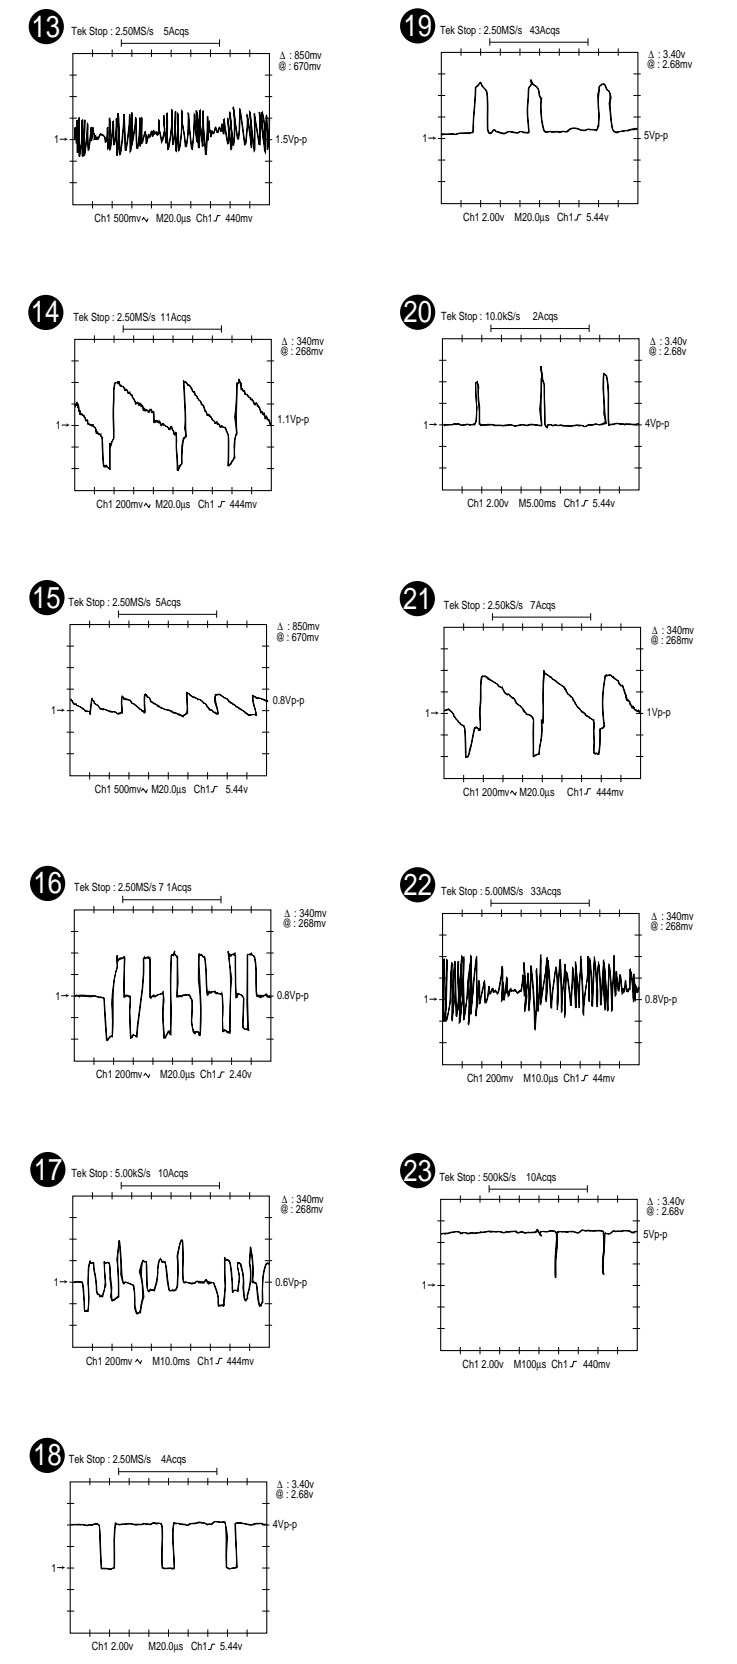 13
Tek Stop : 2.50MS/s 5Acqs
Δ : 850mv
@ : 670mv
1→
1.5Vp-p
Ch1 500mv∿ M20.0µs Ch1 440mv
14
Tek Stop : 2.50MS/s 11Acqs
Δ : 340mv
@ : 268mv
1→
1.1Vp-p
Ch1 200mv∿ M20.0µs Ch1 444mv
15
Tek Stop : 2.50MS/s 5Acqs
Δ : 850mv
@ : 670mv
1→
0.8Vp-p
Ch1 500mv∿ M20.0µs Ch1 5.44v
16
Tek Stop : 2.50MS/s 7 1Acqs
Δ : 340mv
@ : 268mv
1→
0.8Vp-p
Ch1 200mv∿ M20.0µs Ch1 2.40v
17
Tek Stop : 5.00kS/s 10Acqs
Δ : 340mv
@ : 268mv
1→
0.6Vp-p
Ch1 200mv ∿ M10.0ms Ch1 444mv
18
Tek Stop : 2.50MS/s 4Acqs
Δ : 3.40v
@ : 2.68v
4Vp-p
1→
Ch1 2.00v M20.0µs Ch1 5.44v
19
Tek Stop : 2.50MS/s 43Acqs
Δ : 3.40v
@ : 2.68mv
1→
5Vp-p
Ch1 2.00v M20.0µs Ch1 5.44v
20
Tek Stop : 10.0kS/s 2Acqs
Δ : 3.40v
@ : 2.68v
1→
4Vp-p
Ch1 2.00v M5.00ms Ch1 5.44v
21
Tek Stop : 2.50kS/s 7Acqs
Δ : 340mv
@ : 268mv
1→
1Vp-p
Ch1 200mv∿ M20.0µs Ch1 444mv
22
Tek Stop : 5.00MS/s 33Acqs
Δ : 340mv
@ : 268mv
1→
0.8Vp-p
Ch1 200mv M10.0µs Ch1 44mv
23
Tek Stop : 500kS/s 10Acqs
Δ : 3.40v
@ : 2.68v
5Vp-p
1→
Ch1 2.00v M100µs Ch1 440mv